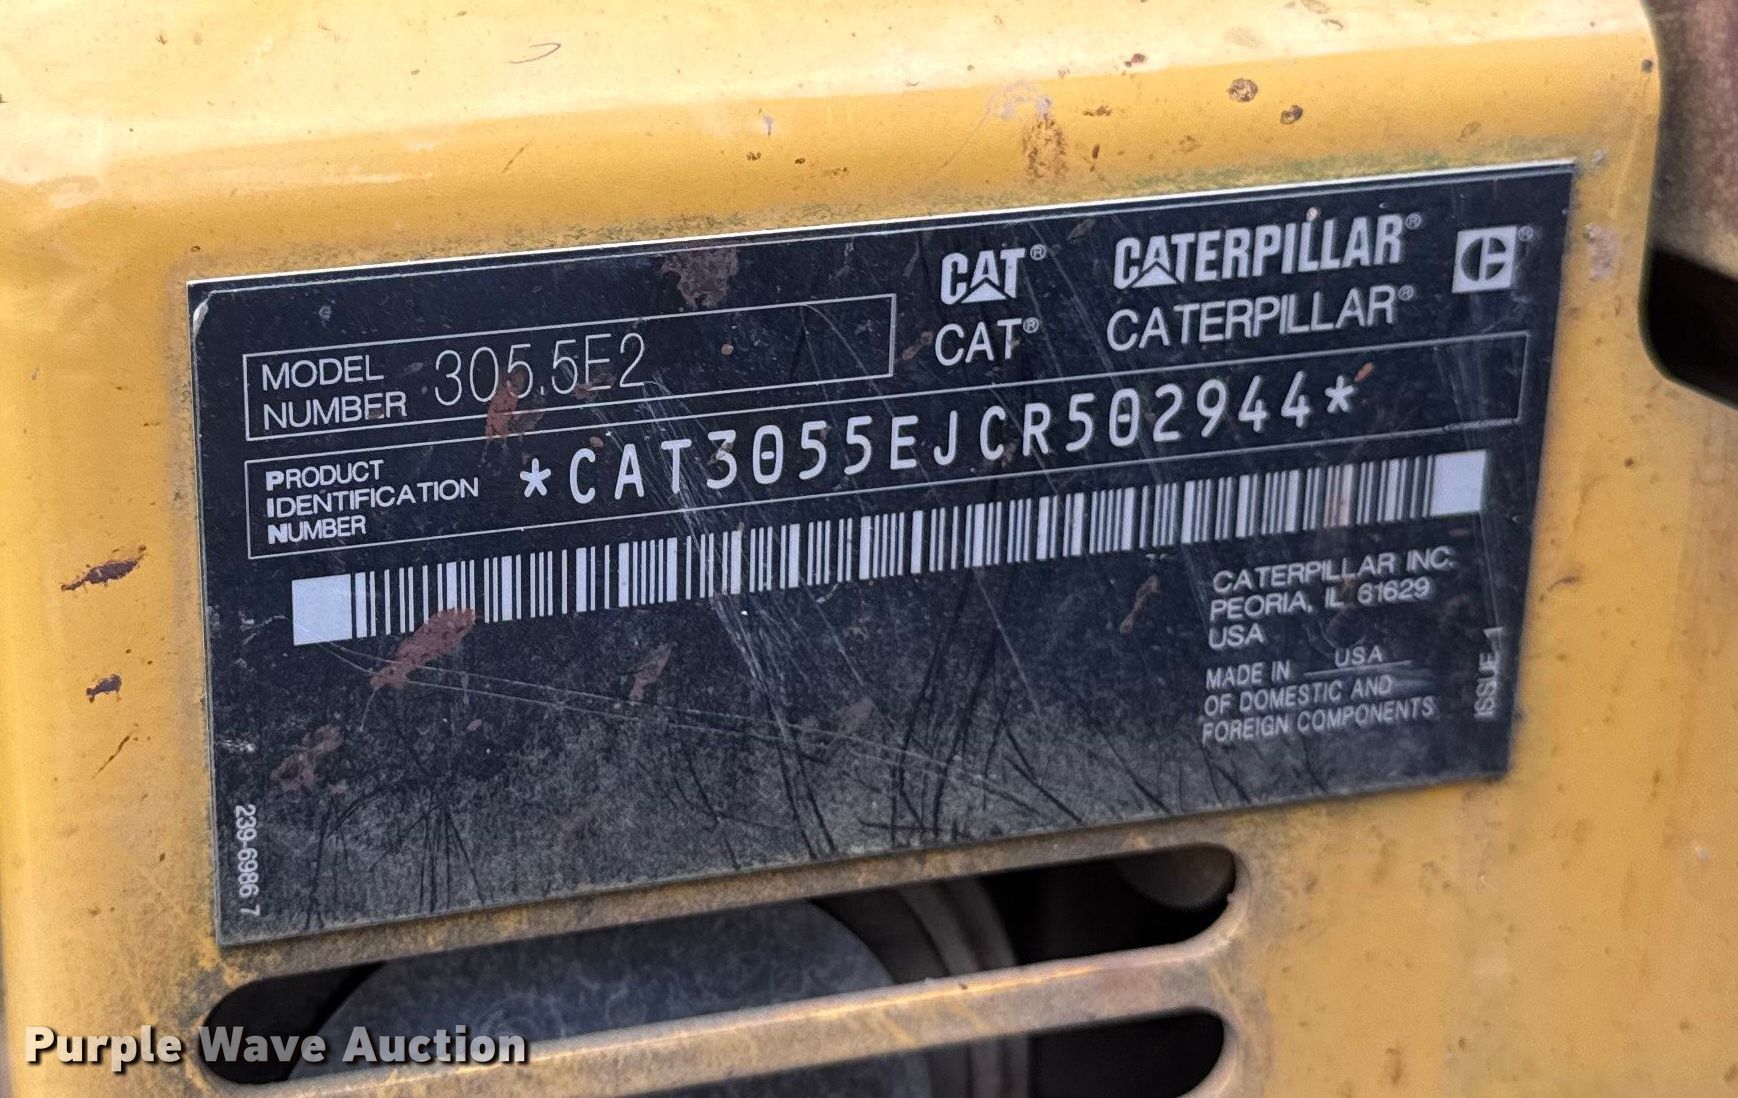 CAT® CATERPILLAR®
CAT® CATERPILLAR®
MODEL NUMBER 305.5E2
PRODUCT IDENTIFICATION NUMBER *CAT3055EJCR502944*
CATERPILLAR INC.
PEORIA, IL 61629
USA
MADE IN USA
OF DOMESTIC AND
FOREIGN COMPONENTS
ISSUE-1
239-6986 7
Purple Wave Auction